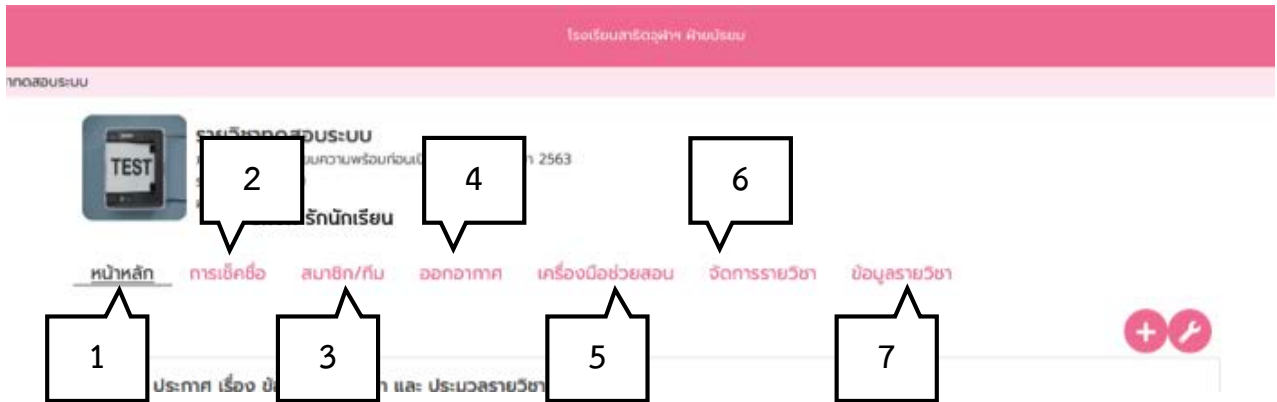 โรงเรียนสาธิตจุฬาฯ ฝ่ายมัธยม
ทดสอบระบบ
รายวิชาทดสอบระบบ
TEST
2563
รักนักเรียน
2
4
6
หน้าหลัก การเช็คชื่อ สมาชิก/ทีม ออกอากาศ เครื่องมือช่วยสอน จัดการรายวิชา ข้อมูลรายวิชา
1
3
5
7
ประกาศ เรื่อง และ ประมวลรายวิชา